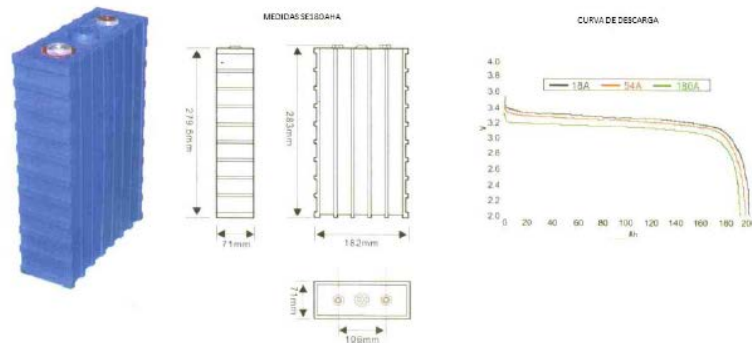 MEDIDAS SE180AHA
CURVA DE DESCARGA
279.5mm
283mm
71mm
182mm
71mm
106mm
4.0
3.8
3.6
3.4
3.2
3.0
2.8
2.6
2.4
2.2
2.0
V
18A
54A
180A
0
20
40
60
80
100 120 140 160 180 200
Ah